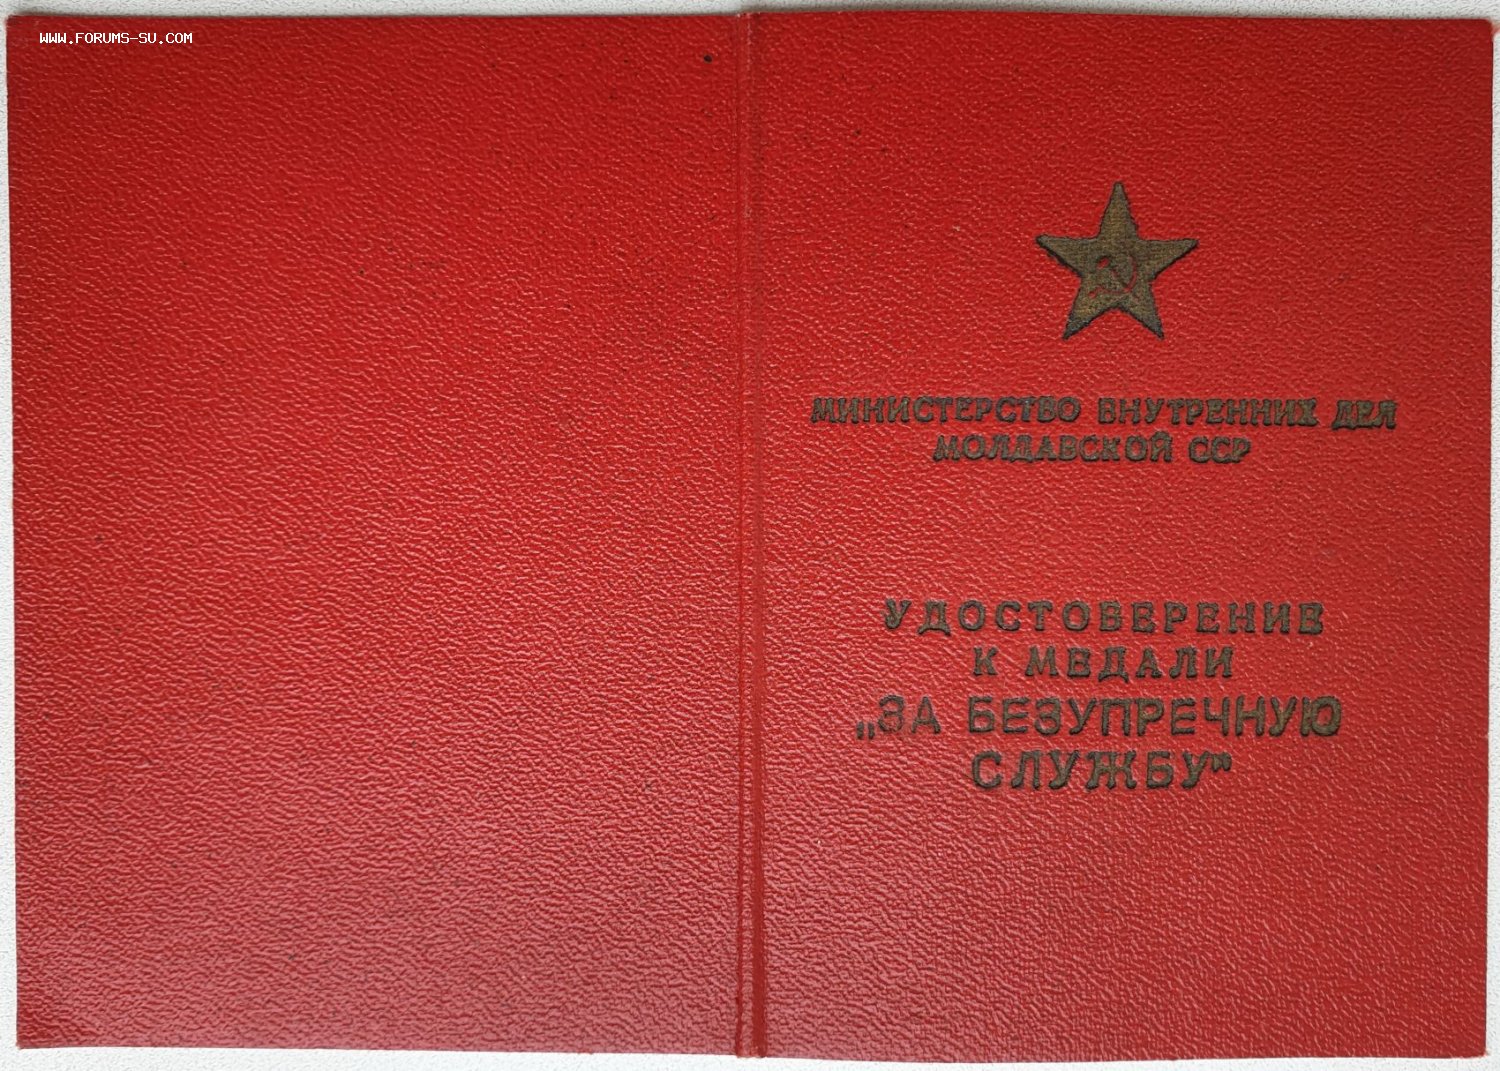 WWW.FORUMS-SU.COM
МИНИСТЕРСТВО ВНУТРЕННИХ ДЕЛ
МОЛДАВСКОЙ ССР
УДОСТОВЕРЕНИЕ
К МЕДАЛИ
„ЗА БЕЗУПРЕЧНУЮ
СЛУЖБУ”